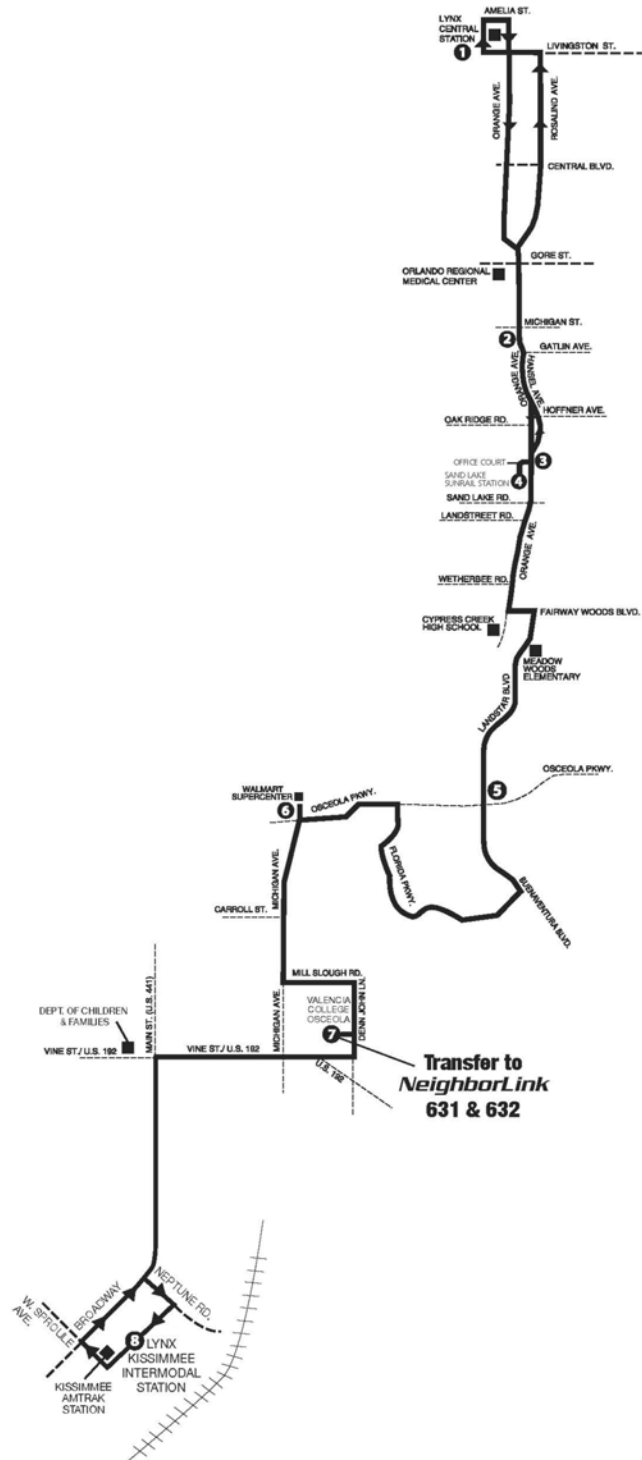 AMELIA ST.
LYNX
CENTRAL
STATION
1
LIVINGSTON ST.
ORANGE AVE.
ROSALIND AVE.
CENTRAL BLVD.
GORE ST.
ORLANDO REGIONAL
MEDICAL CENTER
MICHIGAN ST.
2
GATLIN AVE.
ORANGE AVE.
HANSEL AVE.
HOFFNER AVE.
OAK RIDGE RD.
OFFICE COURT
3
SAND LAKE
SUNRAIL STATION
4
SAND LAKE RD.
LANDSTREET RD.
ORANGE AVE.
WETHERBEE RD.
FAIRWAY WOODS BLVD.
CYPRESS CREEK
HIGH SCHOOL
MEADOW
WOODS
ELEMENTARY
LANDSTAR BLVD
OSCEOLA PKWY.
WALMART
SUPERCENTER
6
OSCEOLA PKWY.
5
FLORIDA PKWY.
MICHIGAN AVE.
BUENAVENTURA BLVD.
CARROLL ST.
MILL SLOUGH RD.
MAIN ST. (U.S. 441)
DEPT. OF CHILDREN
& FAMILIES
MICHIGAN AVE.
VALENCIA
COLLEGE
OSCEOLA
7
DENN JOHN LN.
VINE ST./ U.S. 192
VINE ST./ U.S. 192
U.S. 192
Transfer to
NeighborLink
631 & 632
BROADWAY
NEPTUNE RD.
W. SPROULE
AVE.
8
LYNX
KISSIMMEE
INTERMODAL
STATION
KISSIMMEE
AMTRAK
STATION